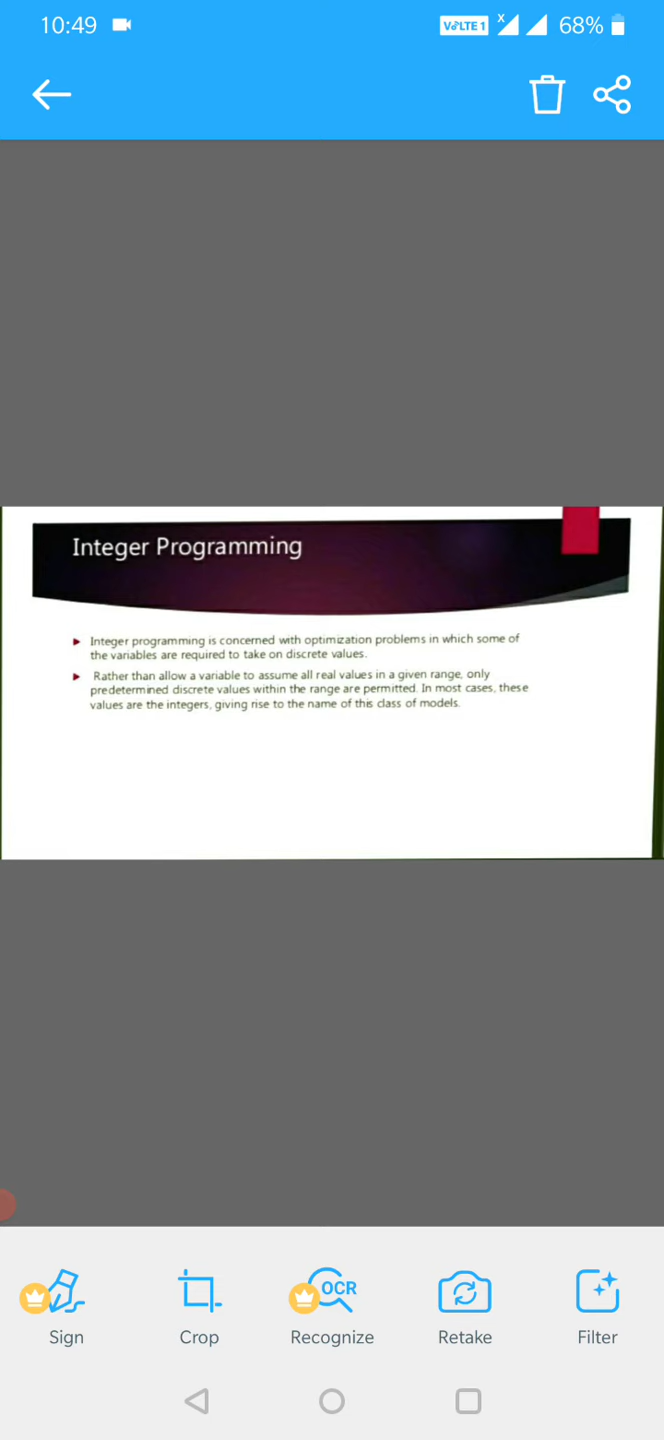 10:49
VoLTE 1
x
68%
Integer Programming
Integer programming is concerned with optimization problems in which some of
the variables are required to take on discrete values.
Rather than allow a variable to assume all real values in a given range, only
predetermined discrete values within the range are permitted. In most cases, these
values are the integers, giving rise to the name of this class of models.
OCR
Sign
Crop
Recognize
Retake
Filter